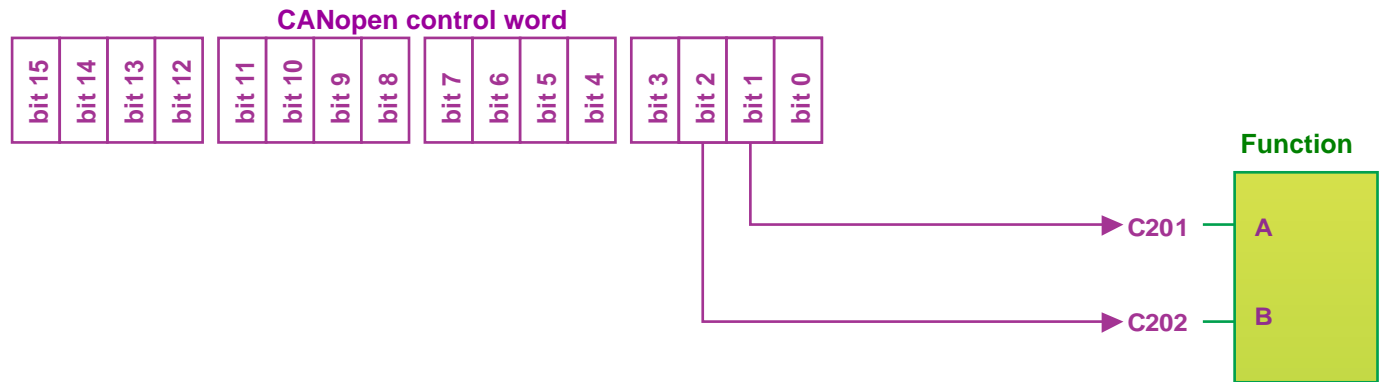 CANopen control word
bit 15
bit 14
bit 13
bit 12
bit 11
bit 10
bit 9
bit 8
bit 7
bit 6
bit 5
bit 4
bit 3
bit 2
bit 1
bit 0
Function
C201
A
C202
B